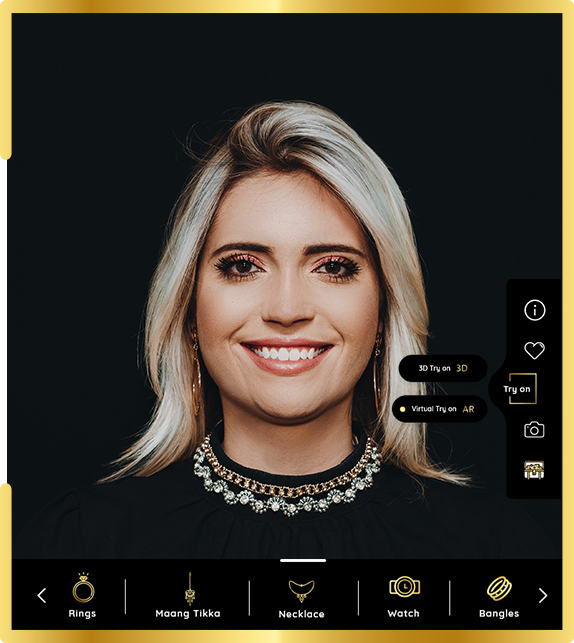 3D Try on 3D
Try on
Virtual Try on AR
Rings
Maang Tikka
Necklace
Watch
Bangles